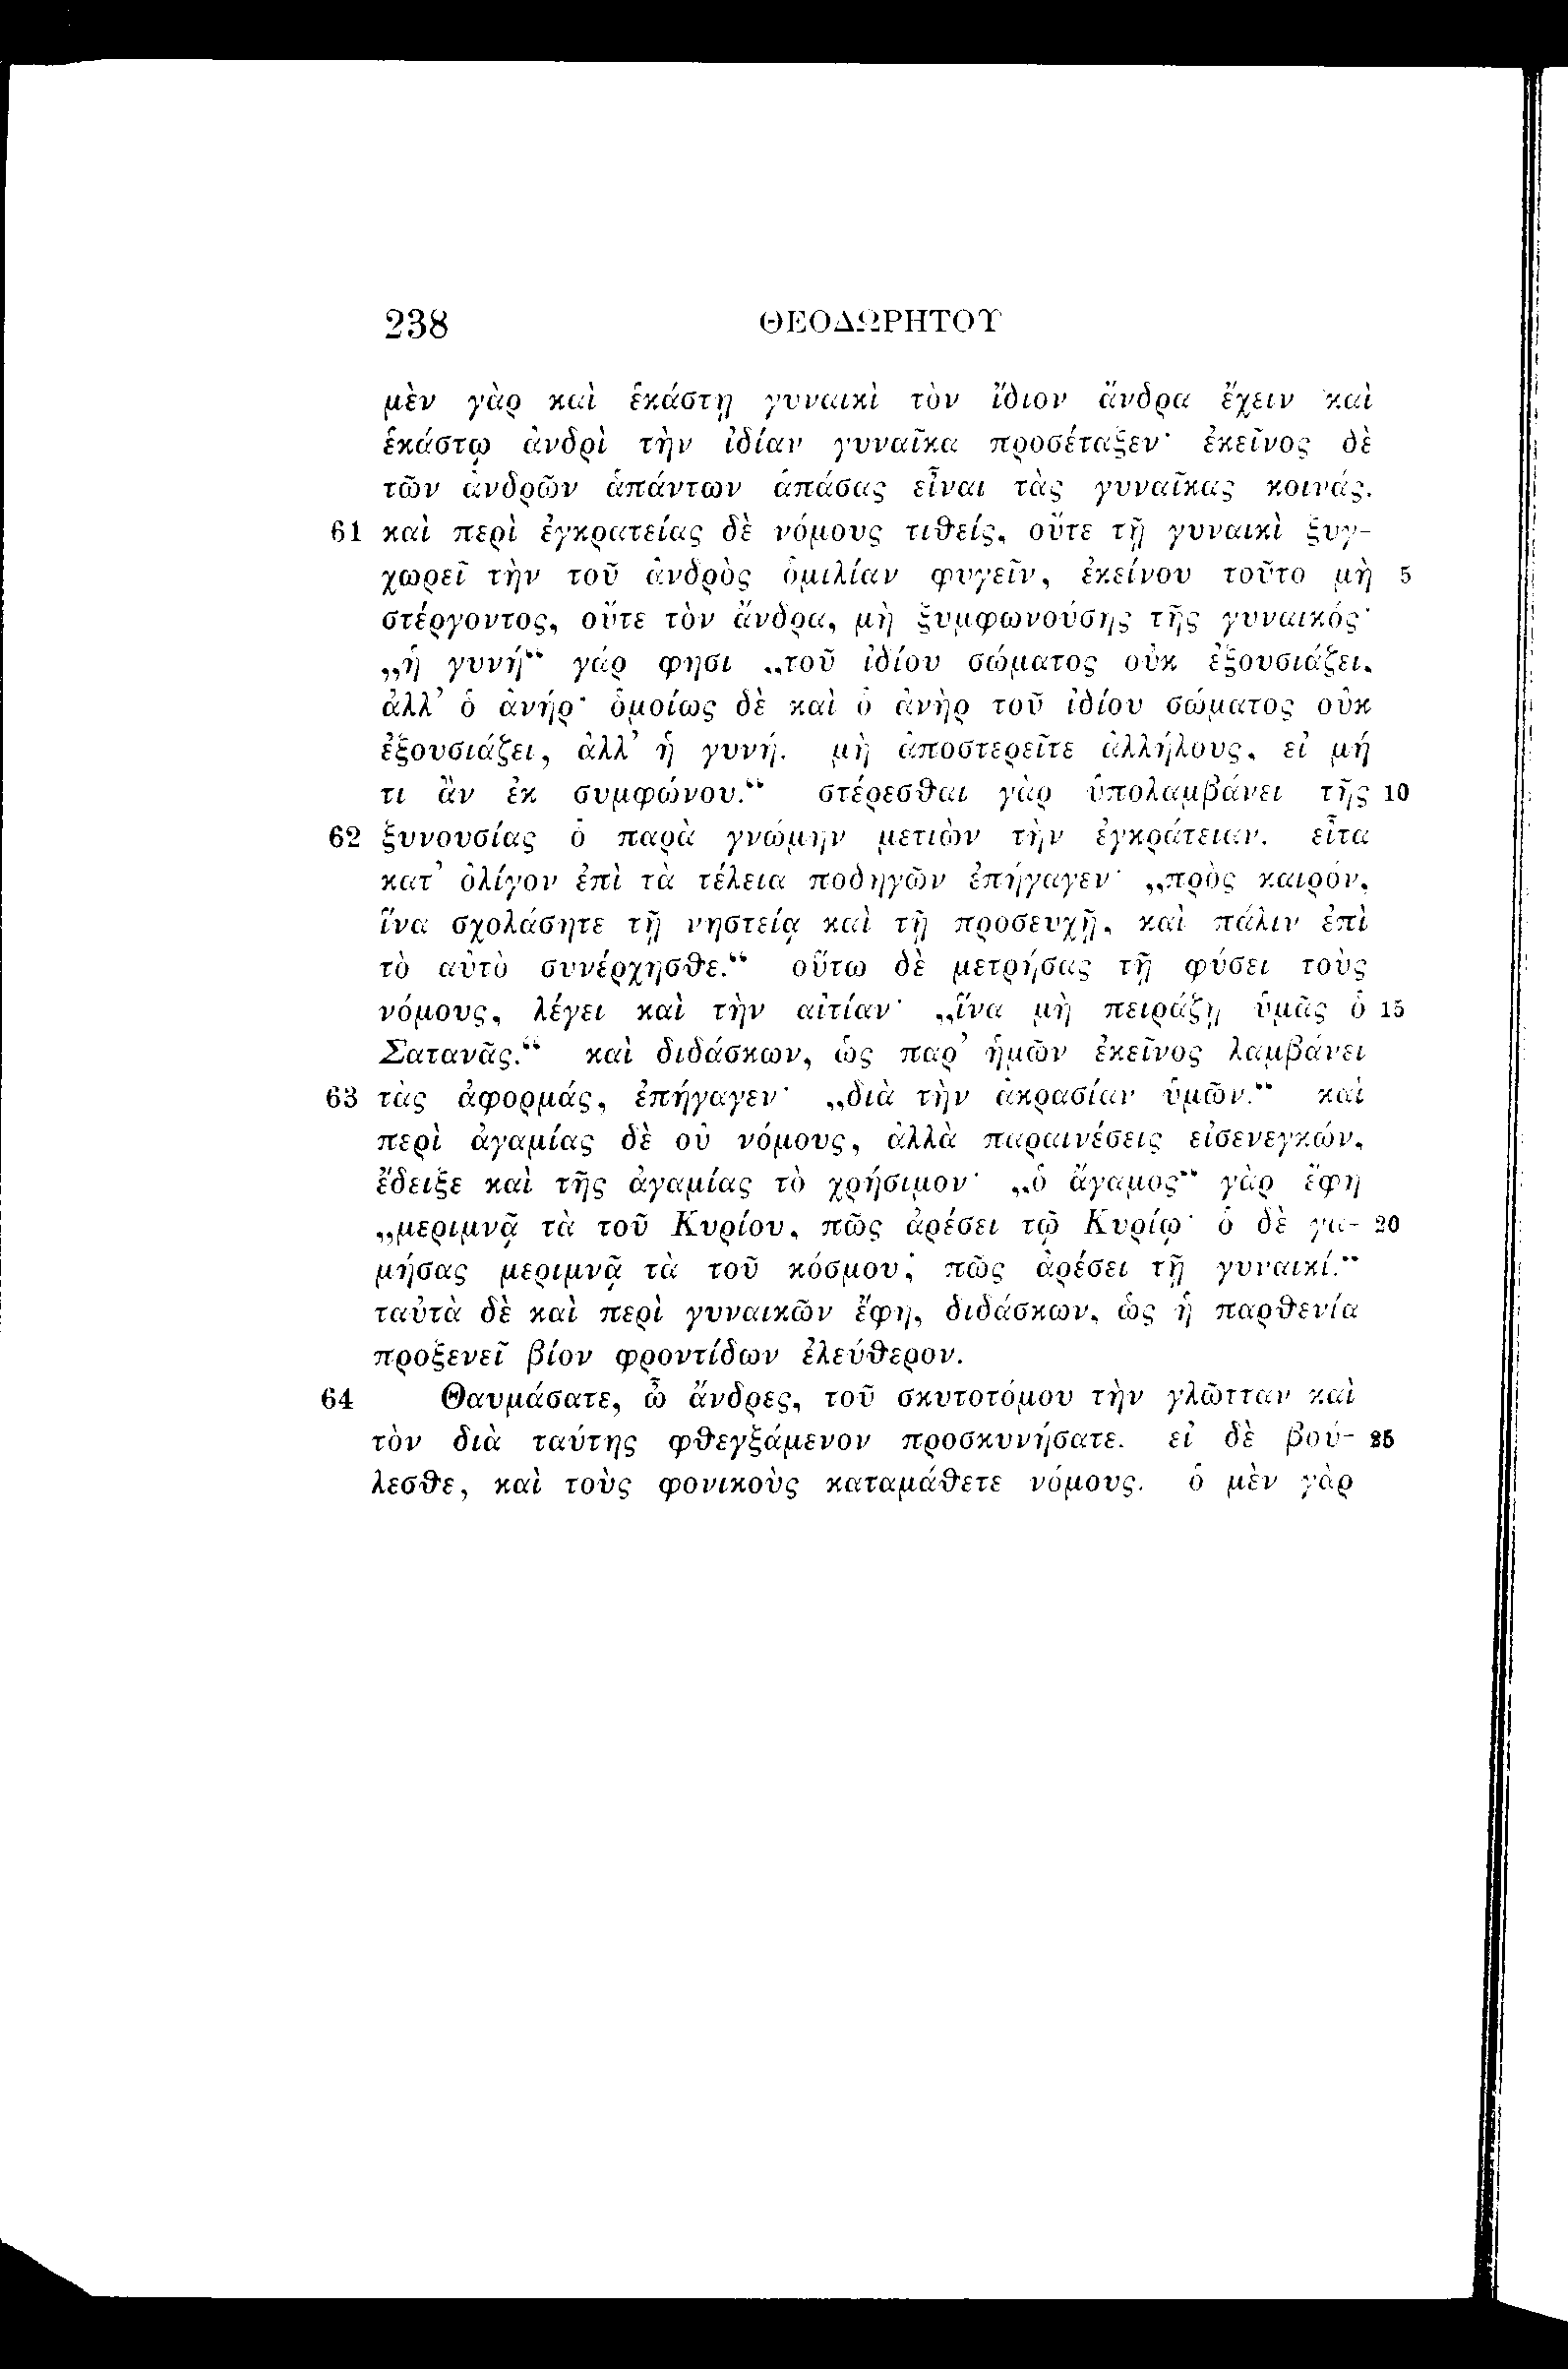 238 ΘΕΟΔΩΡΗΤΟΥ
μὲν γὰρ καὶ ἑκάστῃ γυναικὶ τὸν ἴδιον ἄνδρα ἔχειν καὶ
ἑκάστῳ ἀνδρὶ τὴν ἰδίαν γυναῖκα προσέταξεν· ἐκεῖνος δὲ
τῶν ἀνδρῶν ἁπάντων ἁπάσας εἶναι τὰς γυναῖκας κοινάς.
61 καὶ περὶ ἐγκρατείας δὲ νόμους τιθείς, οὔτε τῇ γυναικὶ ξυγ-
χωρεῖ τὴν τοῦ ἀνδρὸς ὁμιλίαν φυγεῖν, ἐκείνου τοῦτο μὴ 5
στέργοντος, οὔτε τὸν ἄνδρα, μὴ ξυμφωνούσης τῆς γυναικός·
„ἡ γυνή“ γάρ φησι „τοῦ ἰδίου σώματος οὐκ ἐξουσιάζει,
ἀλλ’ ὁ ἀνήρ· ὁμοίως δὲ καὶ ὁ ἀνὴρ τοῦ ἰδίου σώματος οὐκ
ἐξουσιάζει, ἀλλ’ ἡ γυνή. μὴ ἀποστερεῖτε ἀλλήλους, εἰ μή
τι ἂν ἐκ συμφώνου.“ στέρεσθαι γὰρ ὑπολαμβάνει τῆς 10
62 ξυνουσίας ὁ παρὰ γνώμην μετιὼν τὴν ἐγκράτειαν. εἶτα
κατ’ ὀλίγον ἐπὶ τὰ τέλεια ποδηγῶν ἐπήγαγεν· „πρὸς καιρόν,
ἵνα σχολάσητε τῇ νηστείᾳ καὶ τῇ προσευχῇ, καὶ πάλιν ἐπὶ
τὸ αὐτὸ συνέρχησθε.“ οὕτω δὲ μετρήσας τῇ φύσει τοὺς
νόμους, λέγει καὶ τὴν αἰτίαν· „ἵνα μὴ πειράζῃ ὑμᾶς ὁ 15
Σατανᾶς.“ καὶ διδάσκων, ὡς παρ’ ἡμῶν ἐκεῖνος λαμβάνει
63 τὰς ἀφορμάς, ἐπήγαγεν· „διὰ τὴν ἀκρασίαν ὑμῶν.“ καὶ
περὶ ἀγαμίας δὲ οὐ νόμους, ἀλλὰ παραινέσεις εἰσενεγκών,
ἔδειξε καὶ τῆς ἀγαμίας τὸ χρήσιμον· „ὁ ἄγαμος“ γὰρ ἔφη
„μεριμνᾷ τὰ τοῦ Κυρίου, πῶς ἀρέσει τῷ Κυρίῳ· ὁ δὲ γα- 20
μήσας μεριμνᾷ τὰ τοῦ κόσμου, πῶς ἀρέσει τῇ γυναικί.“
ταὐτὰ δὲ καὶ περὶ γυναικῶν ἔφη, διδάσκων, ὡς ἡ παρθενία
προξενεῖ βίον φροντίδων ἐλεύθερον.
64 Θαυμάσατε, ὦ ἄνδρες, τοῦ σκυτοτόμου τὴν γλῶτταν καὶ
τὸν διὰ ταύτης φθεγξάμενον προσκυνήσατε. εἰ δὲ βού- 25
λεσθε, καὶ τοὺς φονικοὺς καταμάθετε νόμους. ὁ μὲν γὰρ